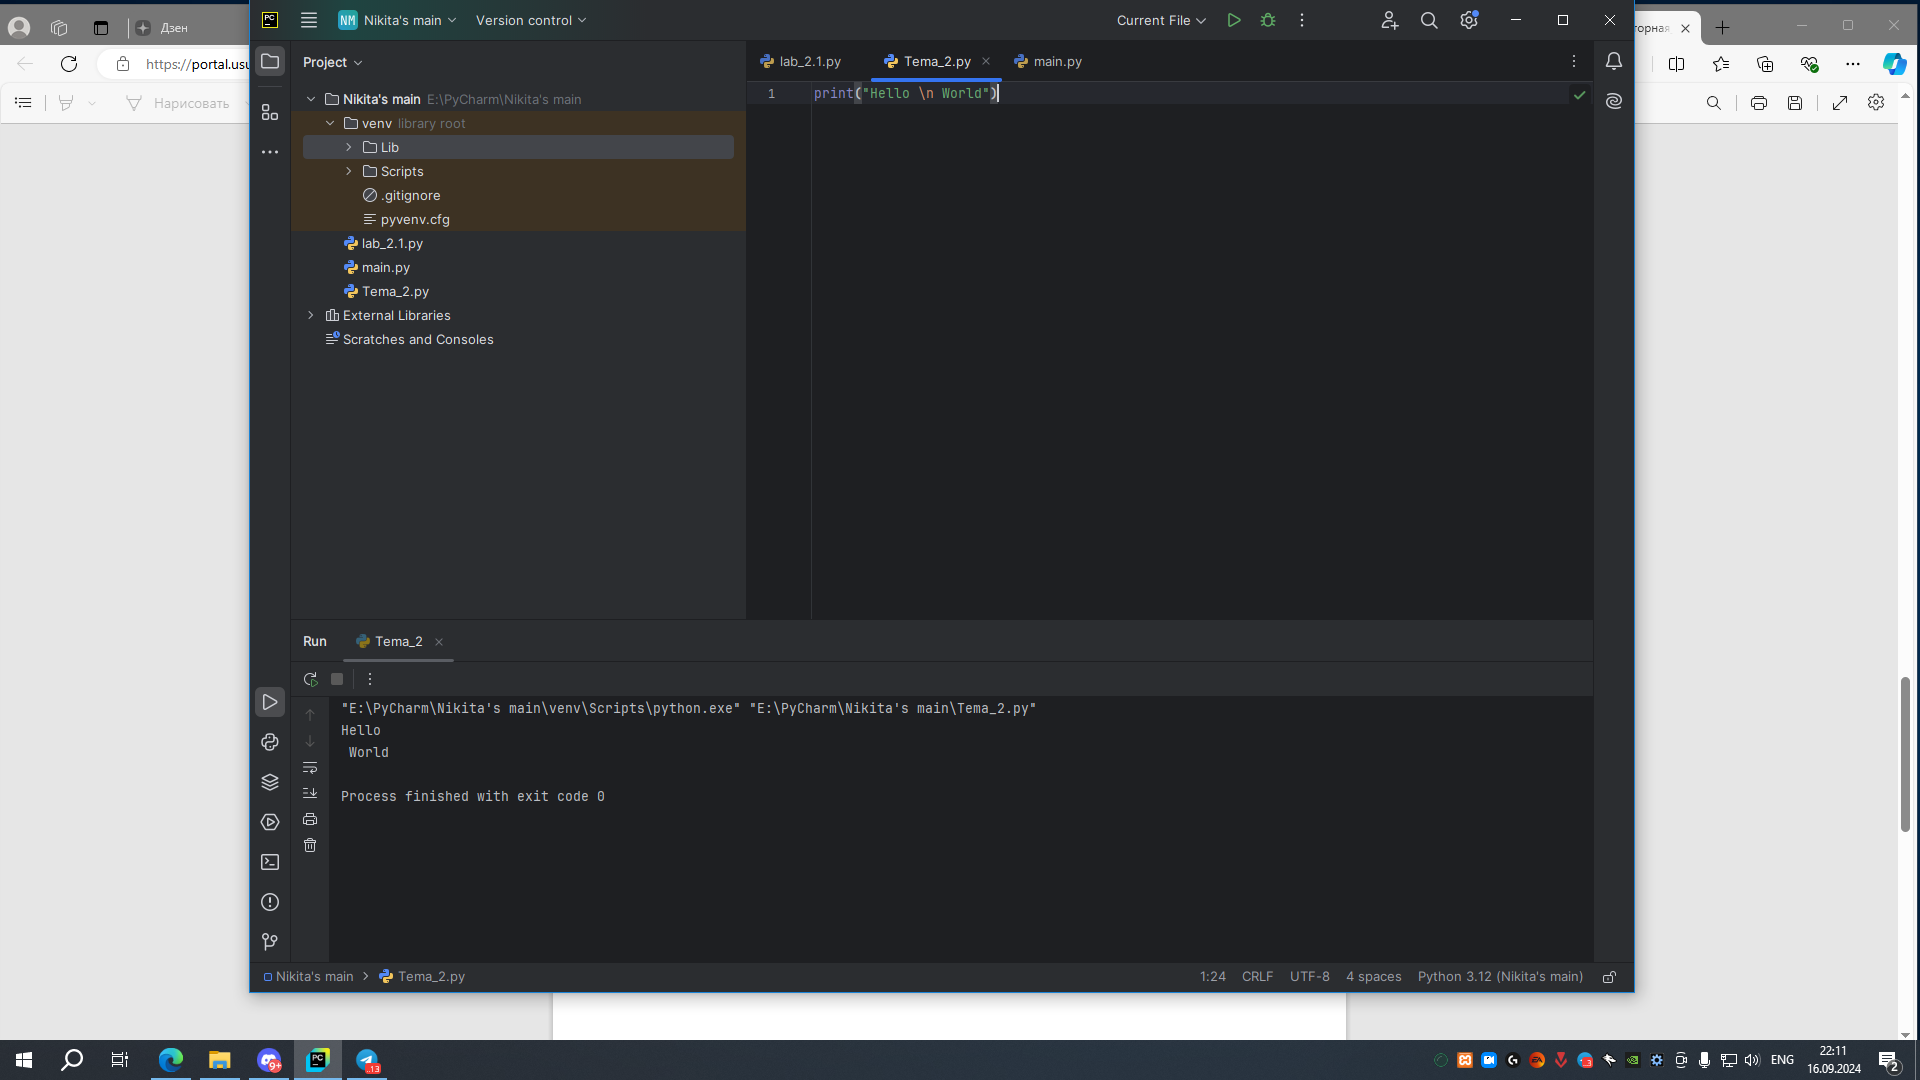 Дзен
NM Nikita's main
Version control
Current File
орная
https://portal.usu
Нарисовать
Project
Nikita's main E:\PyCharm\Nikita's main
venv library root
Lib
Scripts
.gitignore
pyvenv.cfg
lab_2.1.py
main.py
Tema_2.py
External Libraries
Scratches and Consoles
lab_2.1.py
Tema_2.py
main.py
1 print("Hello \n World")
Run
Tema_2
"E:\PyCharm\Nikita's main\venv\Scripts\python.exe" "E:\PyCharm\Nikita's main\Tema_2.py"
Hello
World
Process finished with exit code 0
Nikita's main > Tema_2.py
1:24 CRLF UTF-8 4 spaces Python 3.12 (Nikita's main)
ENG
22:11
16.09.2024
2